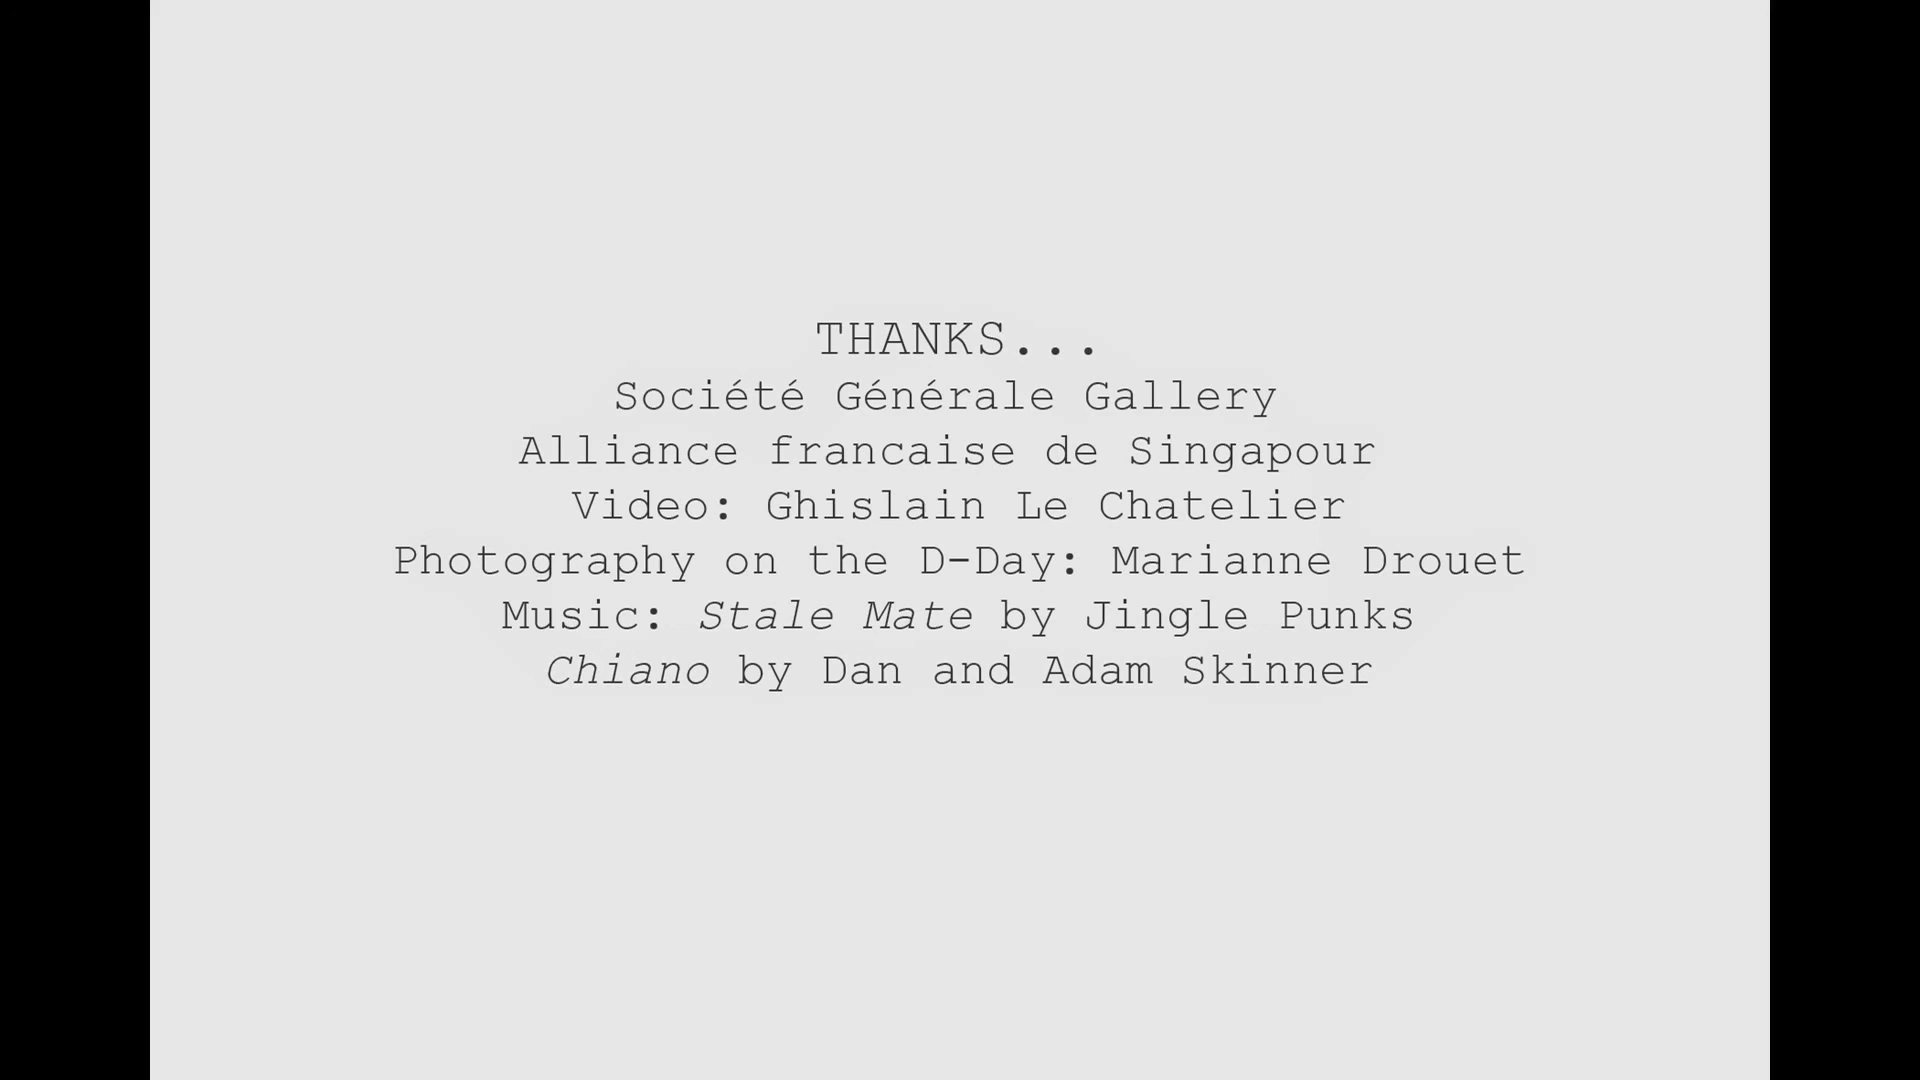 THANKS...
Société Générale Gallery
Alliance francaise de Singapour
Video: Ghislain Le Chatelier
Photography on the D-Day: Marianne Drouet
Music: Stale Mate by Jingle Punks
Chiano by Dan and Adam Skinner